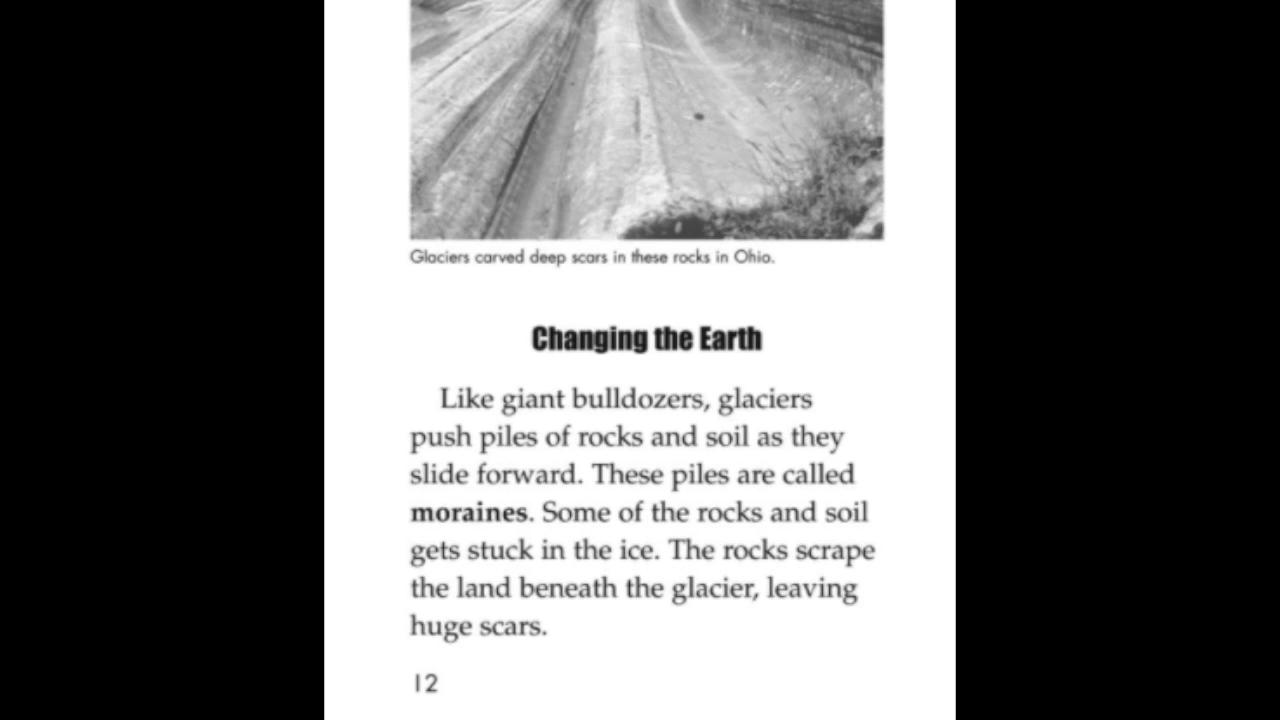 Glaciers carved deep scars in these rocks in Ohio.
Changing the Earth
Like giant bulldozers, glaciers
push piles of rocks and soil as they
slide forward. These piles are called
moraines. Some of the rocks and soil
gets stuck in the ice. The rocks scrape
the land beneath the glacier, leaving
huge scars.
12